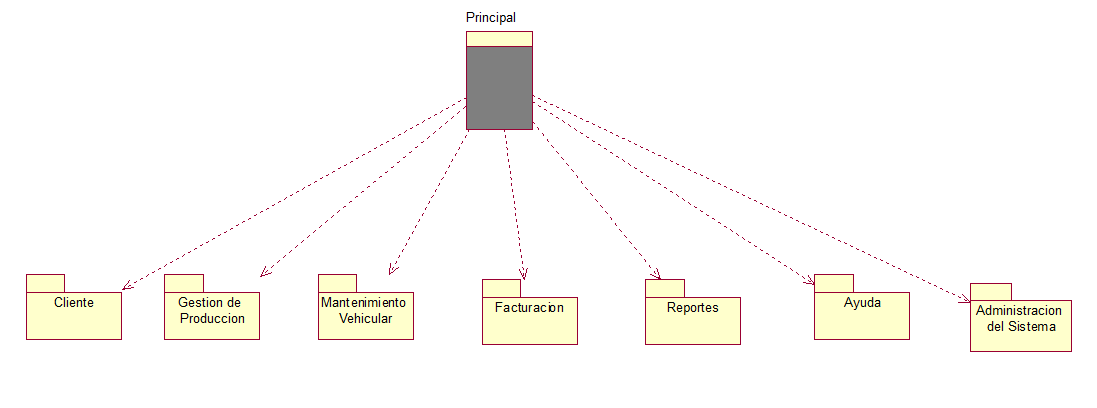 Principal
Cliente
Gestion de
Produccion
Mantenimiento
Vehicular
Facturacion
Reportes
Ayuda
Administracion
del Sistema